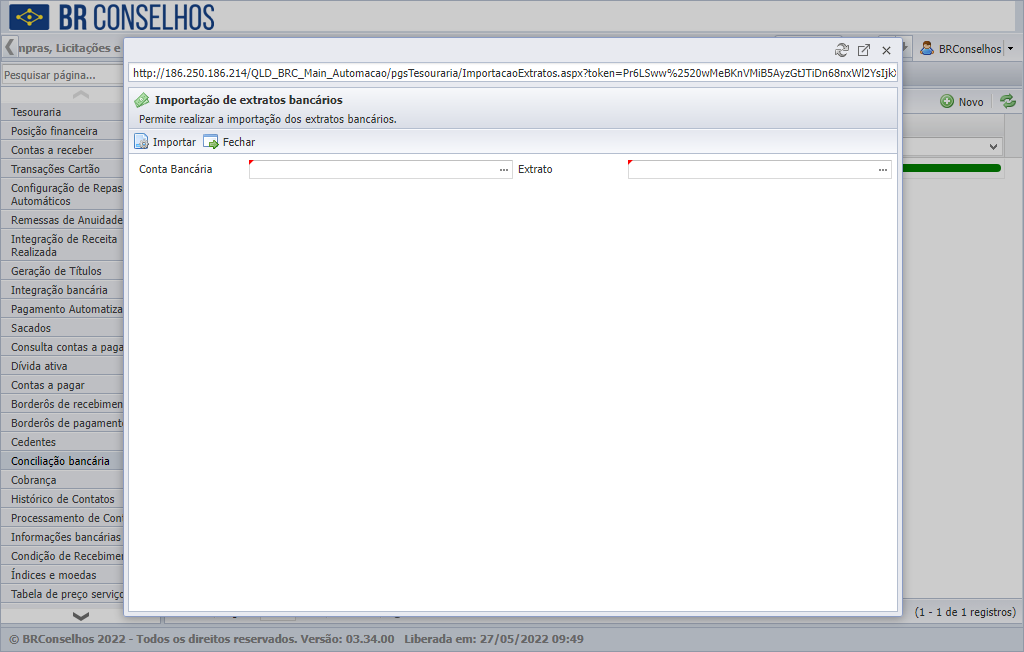 BR CONSELHOS
mpras, Licitações e
BRConselhos
Pesquisar página...
http://186.250.186.214/QLD_BRC_Main_Automacao/pgsTesouraria/ImportacaoExtratos.aspx?token=Pr6LSww%2520wMeBKnVMiB5AyzGtJTiDn68nxWl2YsIjk
Importação de extratos bancários
Permite realizar a importação dos extratos bancários.
Novo
Importar Fechar
Conta Bancária ... Extrato ...
Tesouraria
Posição financeira
Contas a receber
Transações Cartão
Configuração de Repas
Automáticos
Remessas de Anuidade
Integração de Receita
Realizada
Geração de Títulos
Integração bancária
Pagamento Automatiza
Sacados
Consulta contas a paga
Dívida ativa
Contas a pagar
Borderôs de recebimen
Borderôs de pagament
Cedentes
Conciliação bancária
Cobrança
Histórico de Contatos
Processamento de Con
Informações bancárias
Condição de Recebime
Índices e moedas
Tabela de preço serviço
(1 - 1 de 1 registros)
© BRConselhos 2022 - Todos os direitos reservados. Versão: 03.34.00 Liberada em: 27/05/2022 09:49